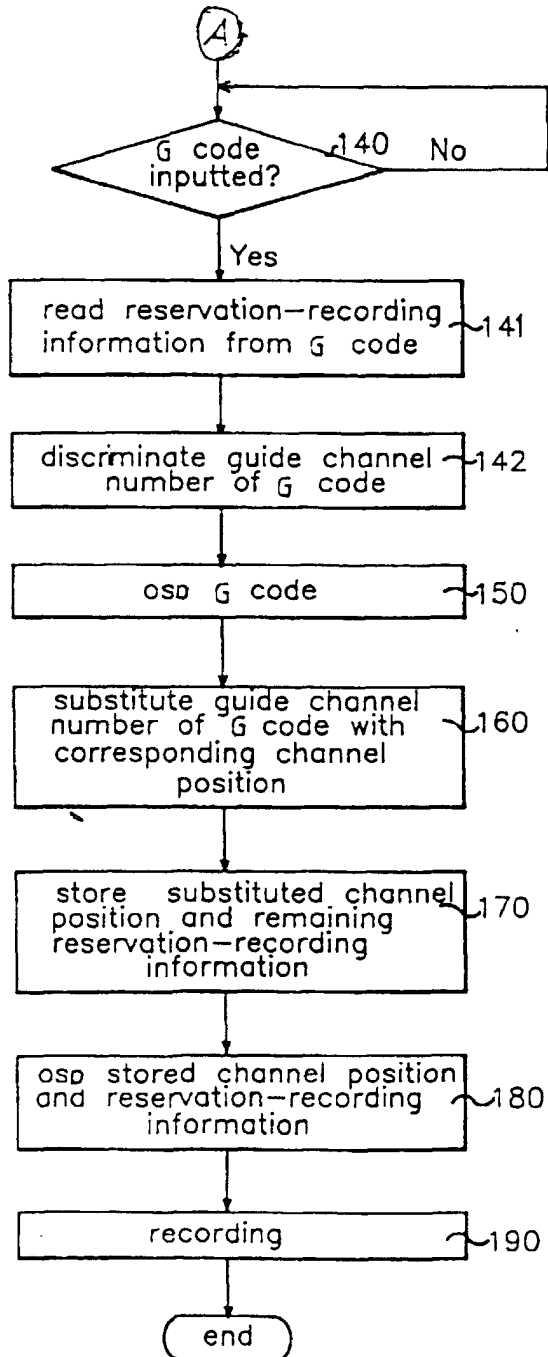 A
G code
inputted?
140
No
Yes
read reservation-recording
information from G code
141
discriminate guide channel
number of G code
142
OSD G code
150
substitute guide channel
number of G code with
corresponding channel
position
160
store substituted channel
position and remaining
reservation-recording
information
170
OSD stored channel position
and reservation-recording
information
180
recording
190
end